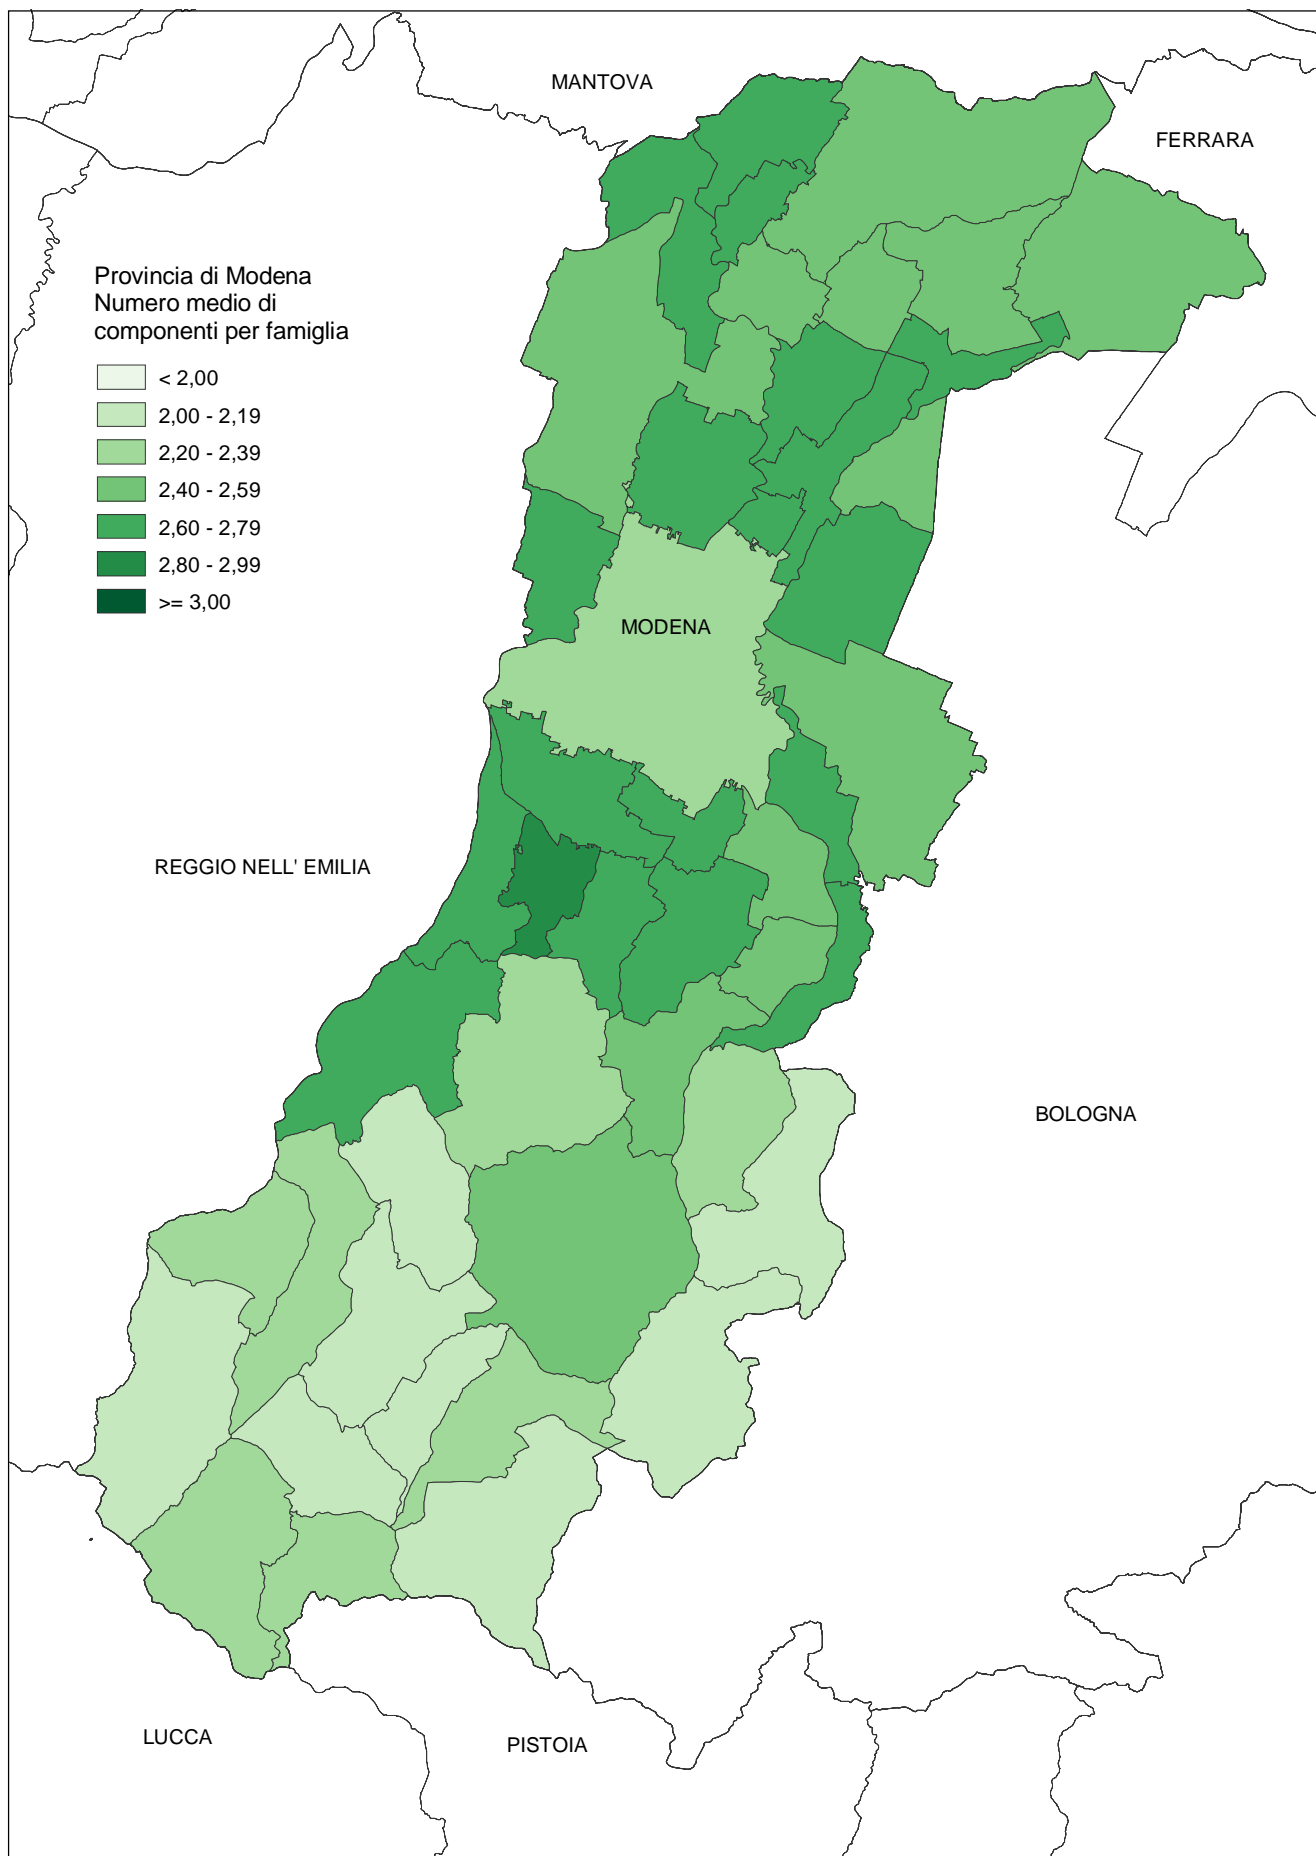 MANTOVA
FERRARA
Provincia di Modena
Numero medio di
componenti per famiglia
< 2,00
2,00 - 2,19
2,20 - 2,39
2,40 - 2,59
2,60 - 2,79
2,80 - 2,99
>= 3,00
MODENA
REGGIO NELL' EMILIA
BOLOGNA
LUCCA
PISTOIA